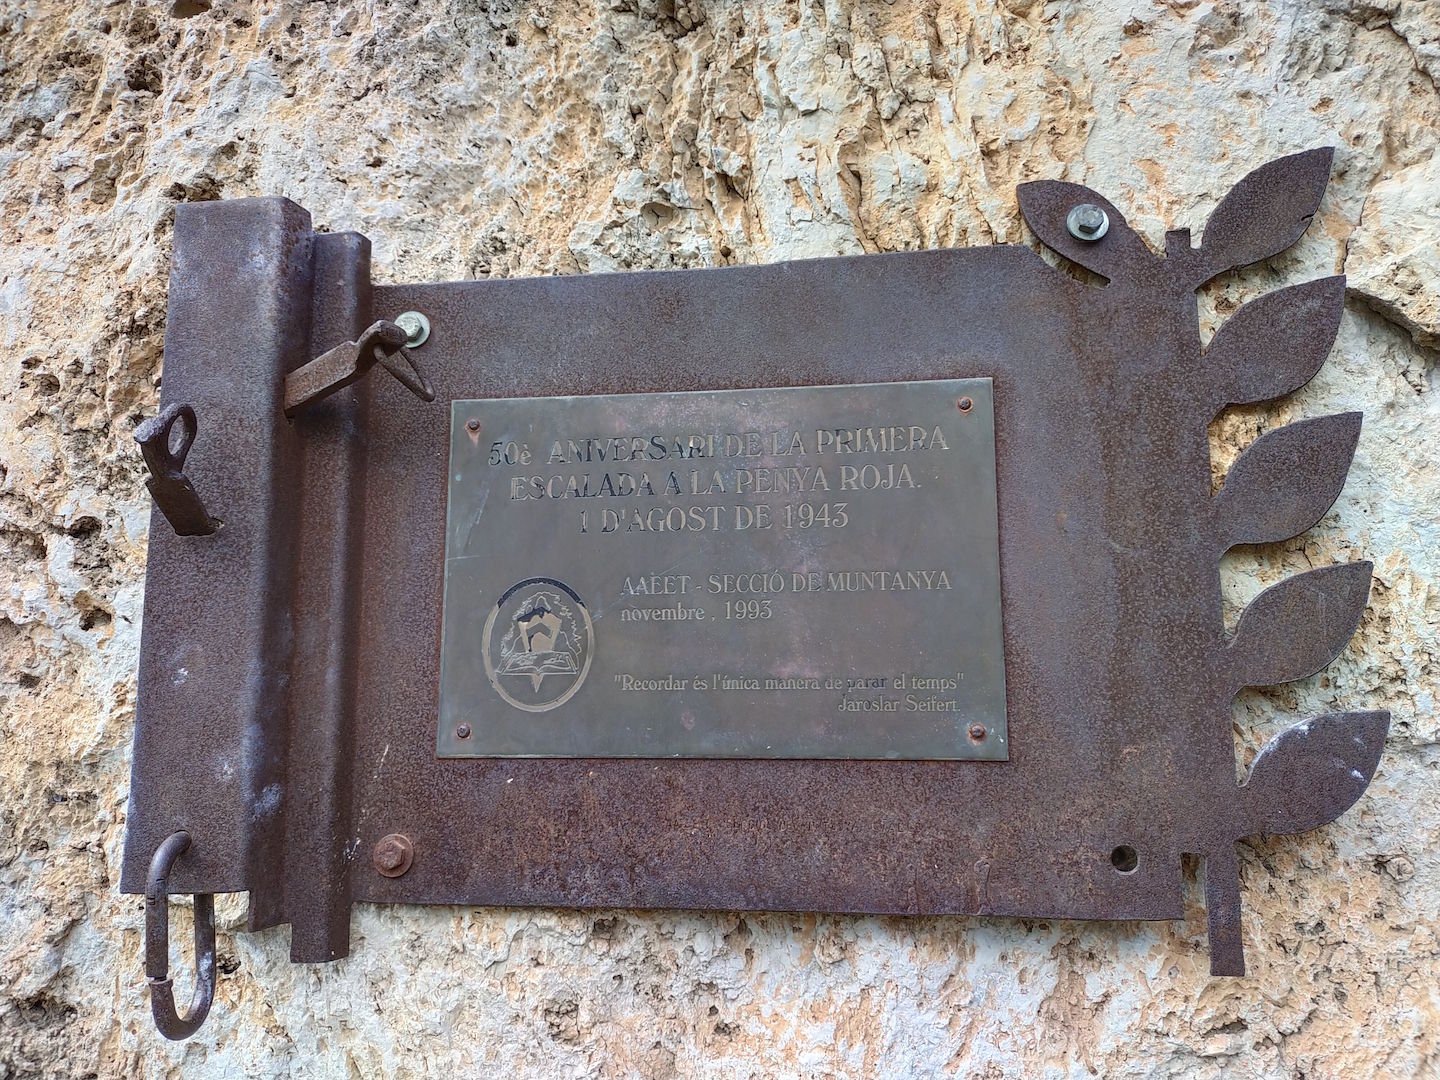 50è ANIVERSARI DE LA PRIMERA
ESCALADA A LA PENYA ROJA.
1 D'AGOST DE 1943
AAEET - SECCIÓ DE MUNTANYA
novembre, 1993
"Recordar és l'única manera de parar el temps"
Jaroslar Seifert.